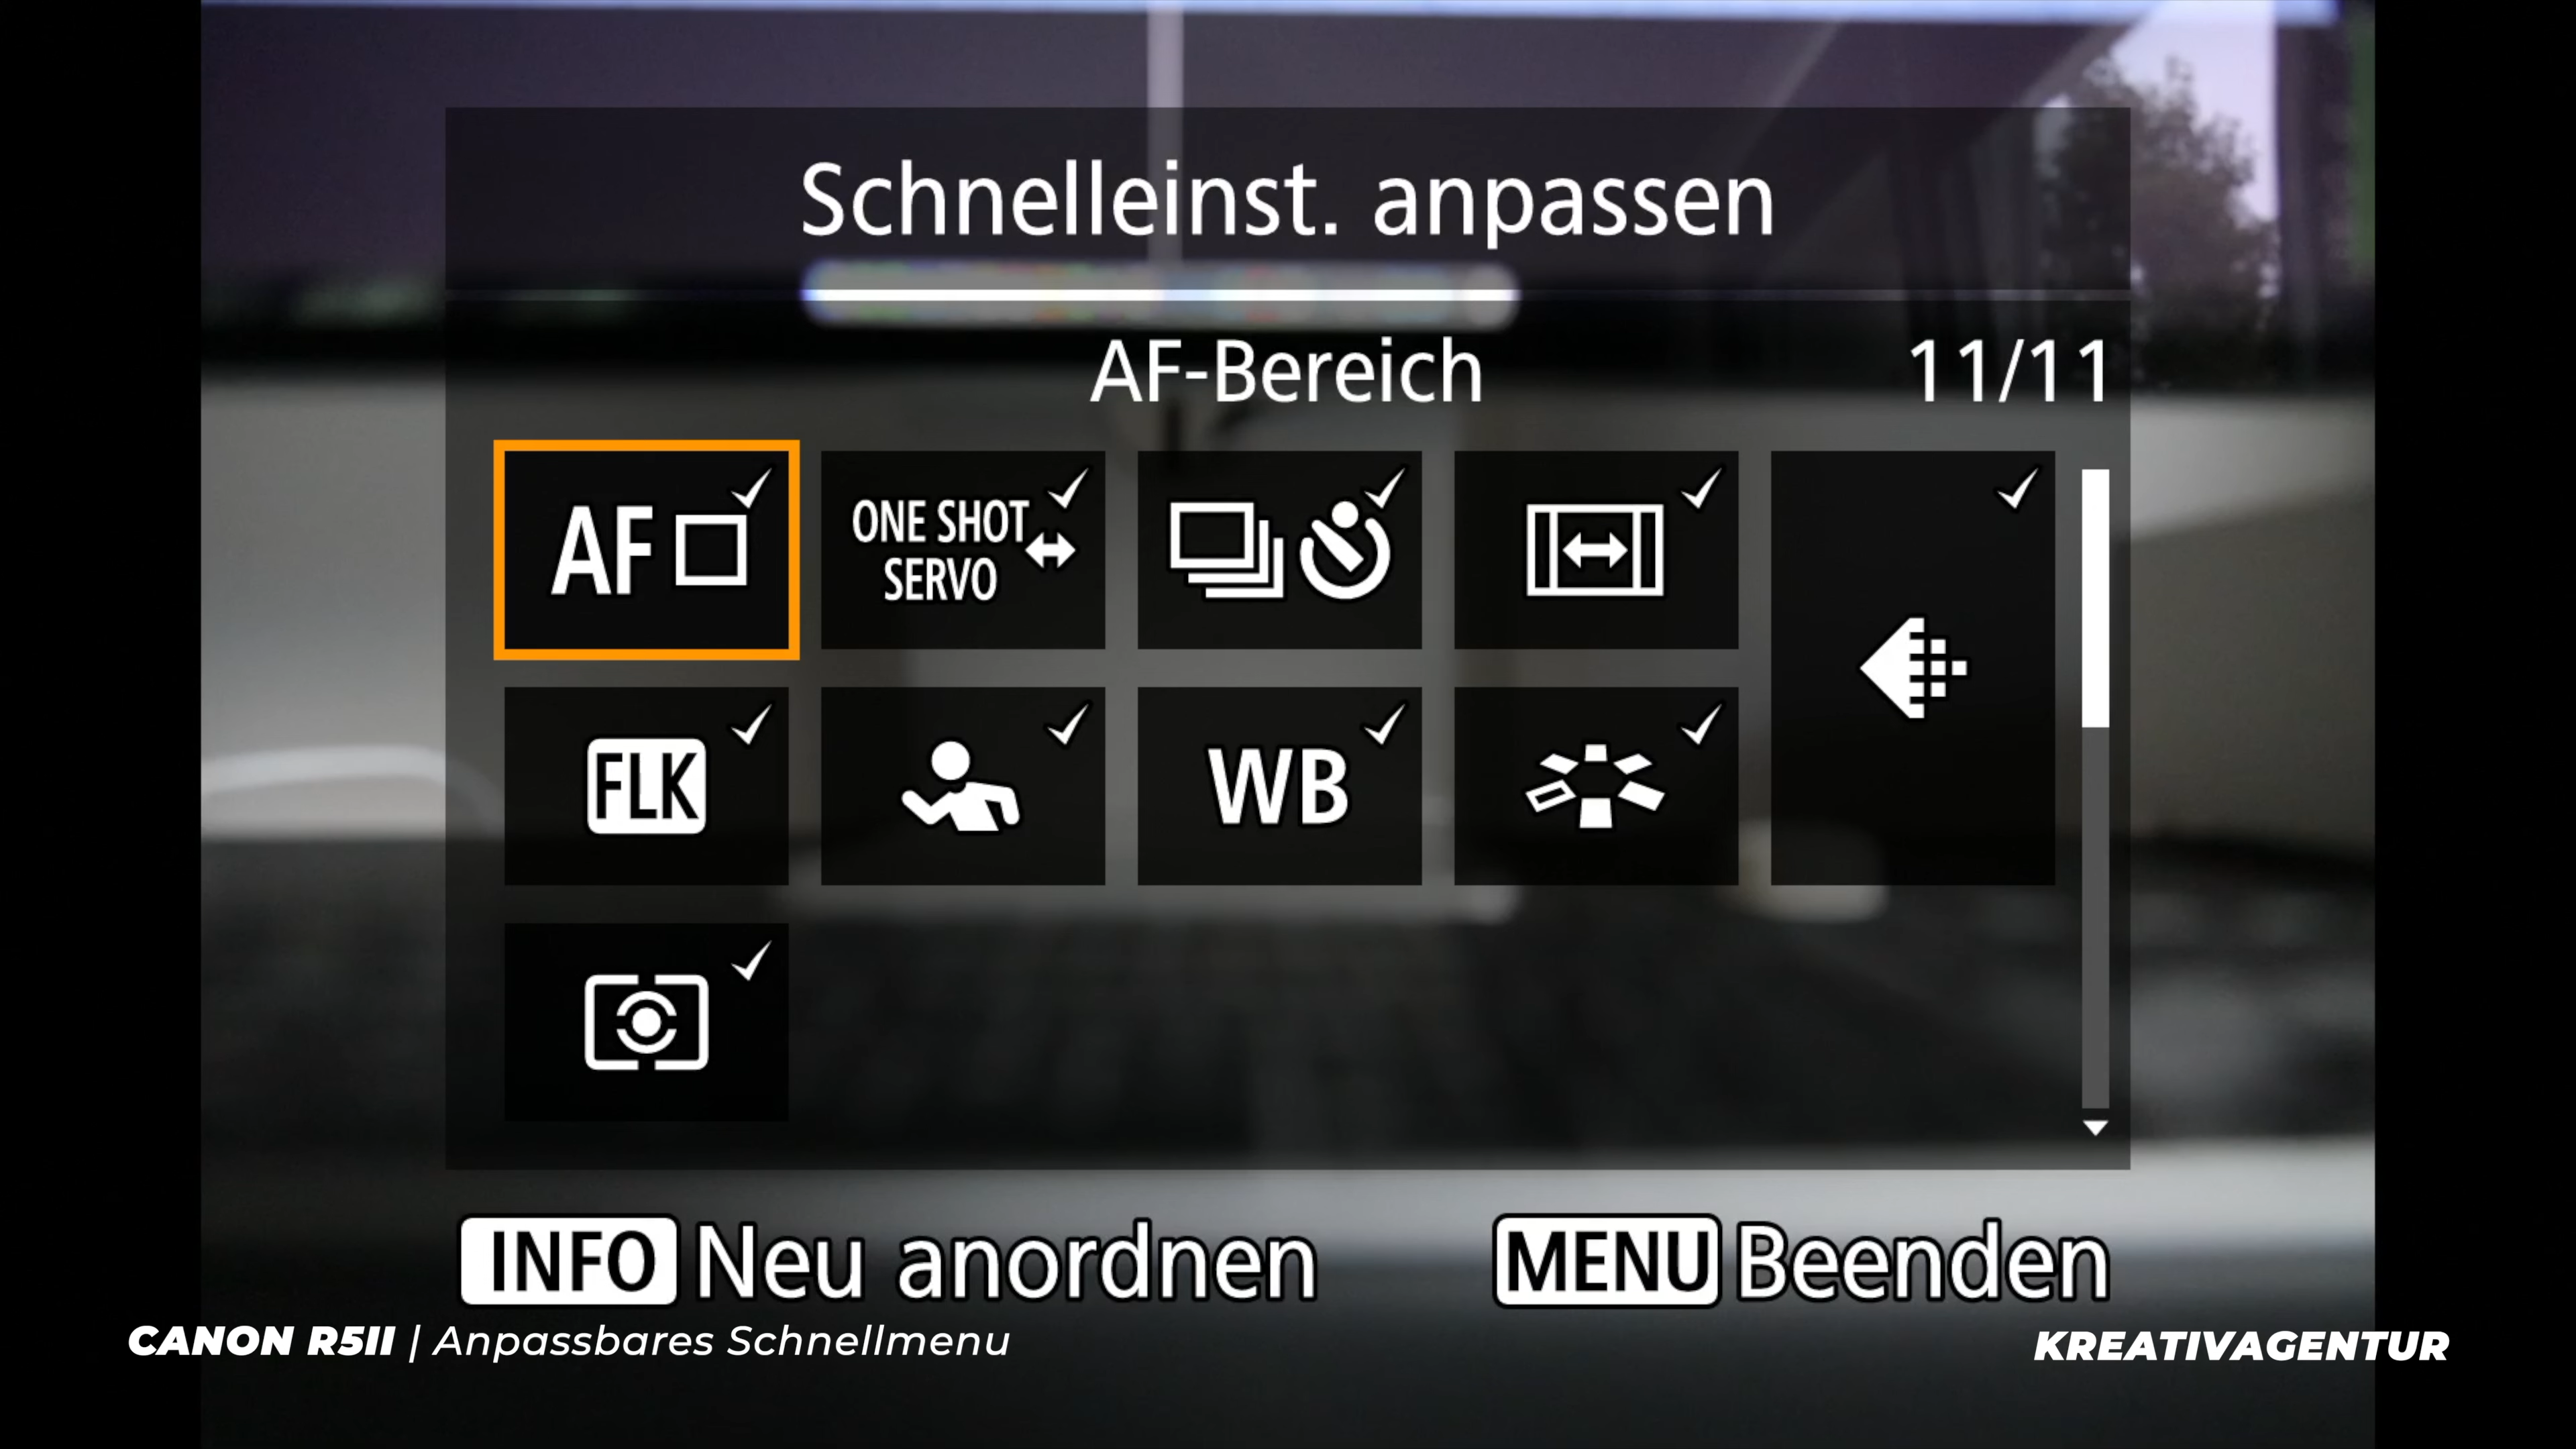 Schnelleinst. anpassen
AF-Bereich
11/11
AF
ONE SHOT
SERVO
FLK
WB
INFO Neu anordnen
MENU Beenden
CANON R5II | Anpassbares Schnellmenu
KREATIVAGENTUR